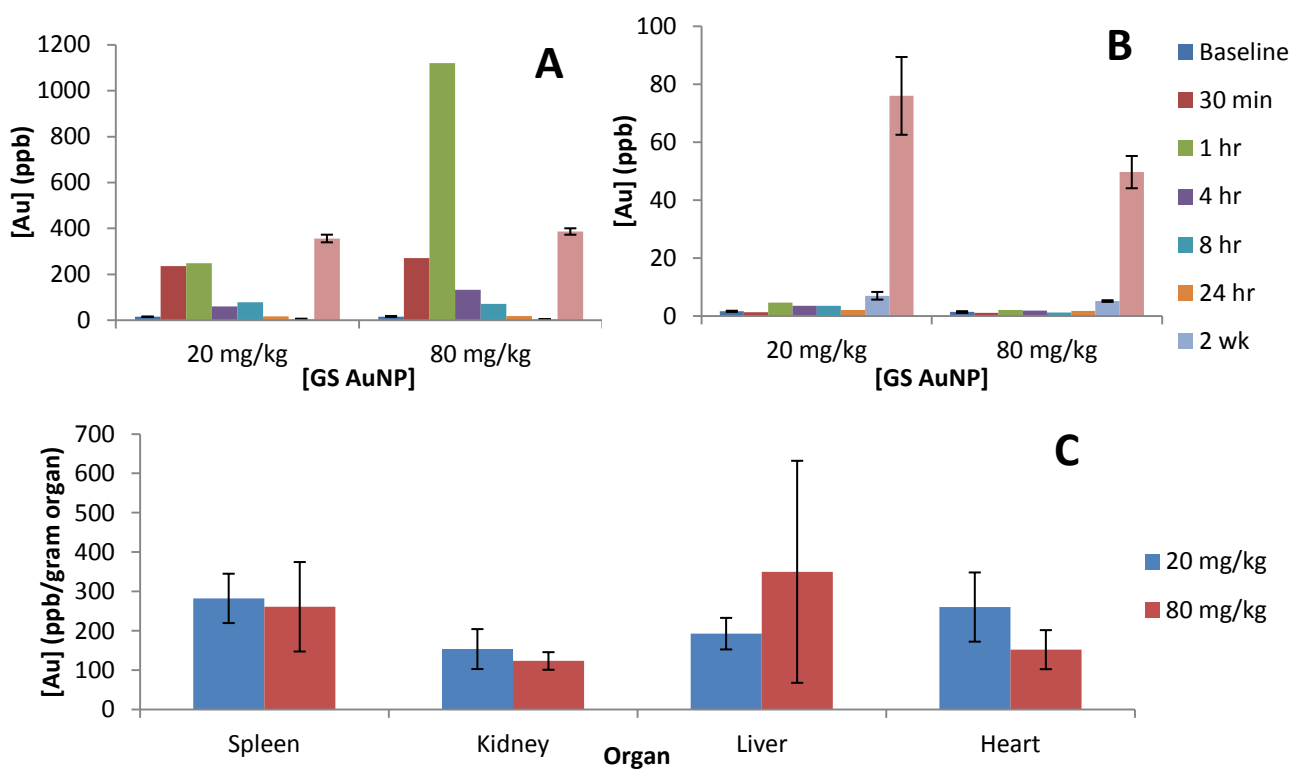 A
[Au] (ppb)
1200
1000
800
600
400
200
0
20 mg/kg
80 mg/kg
[GS AuNP]
B
[Au] (ppb)
100
80
60
40
20
0
20 mg/kg
80 mg/kg
[GS AuNP]
Baseline
30 min
1 hr
4 hr
8 hr
24 hr
2 wk
C
[Au] (ppb/gram organ)
700
600
500
400
300
200
100
0
Spleen
Kidney
Liver
Heart
Organ
20 mg/kg
80 mg/kg